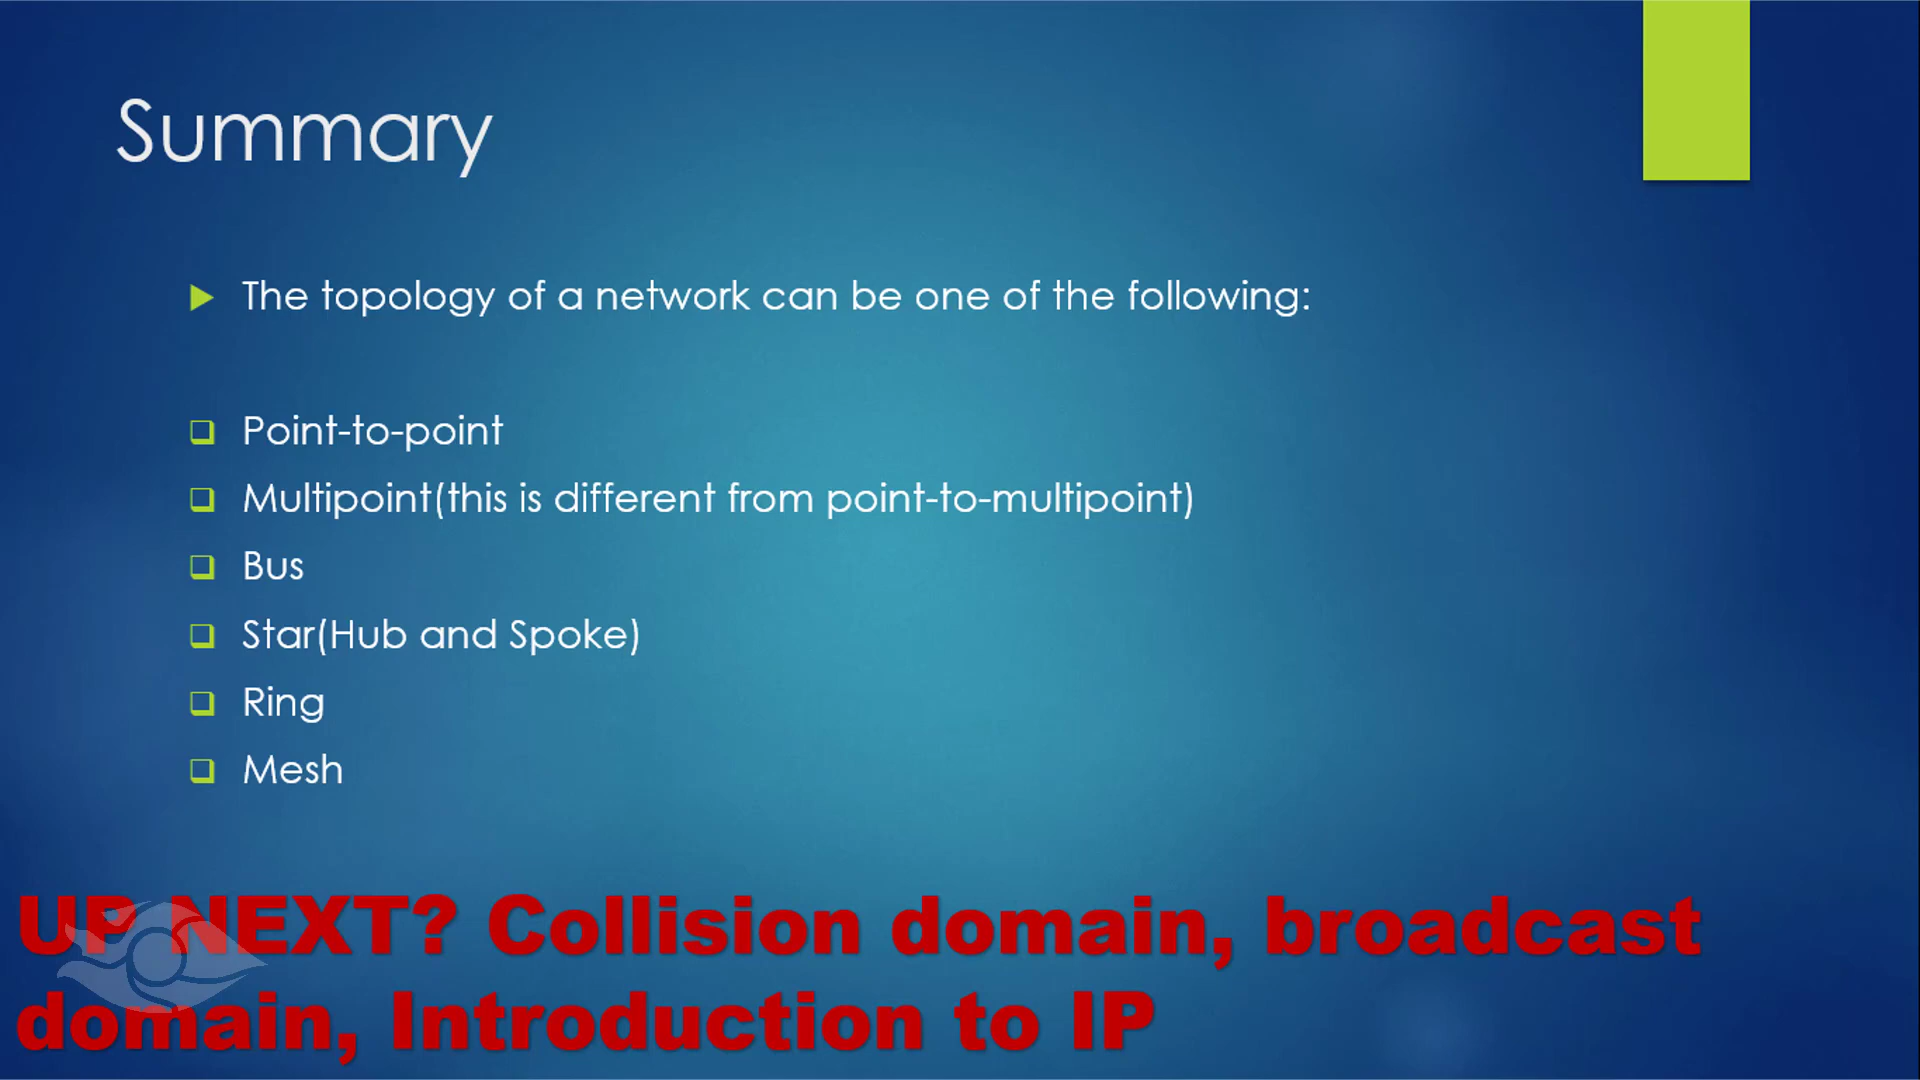 Summary
The topology of a network can be one of the following:
Point-to-point
Multipoint(this is different from point-to-multipoint)
Bus
Star(Hub and Spoke)
Ring
Mesh
UP NEXT? Collision domain, broadcast
domain, Introduction to IP